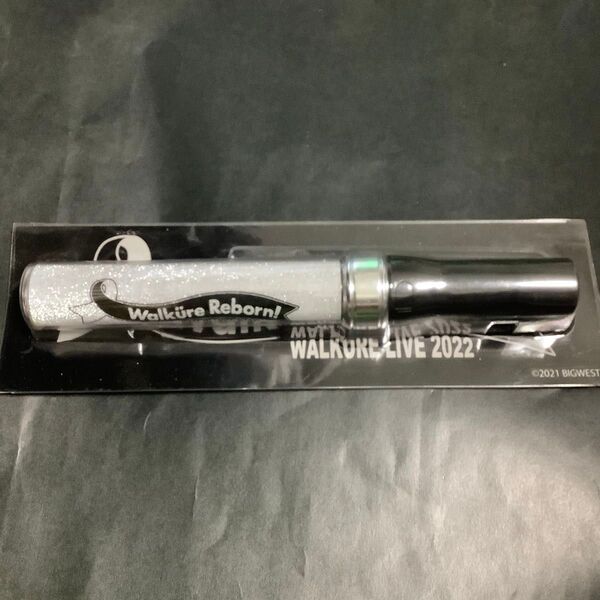 Walküre Reborn!
WALKÜRE LIVE 2022
©2021 BIGWEST